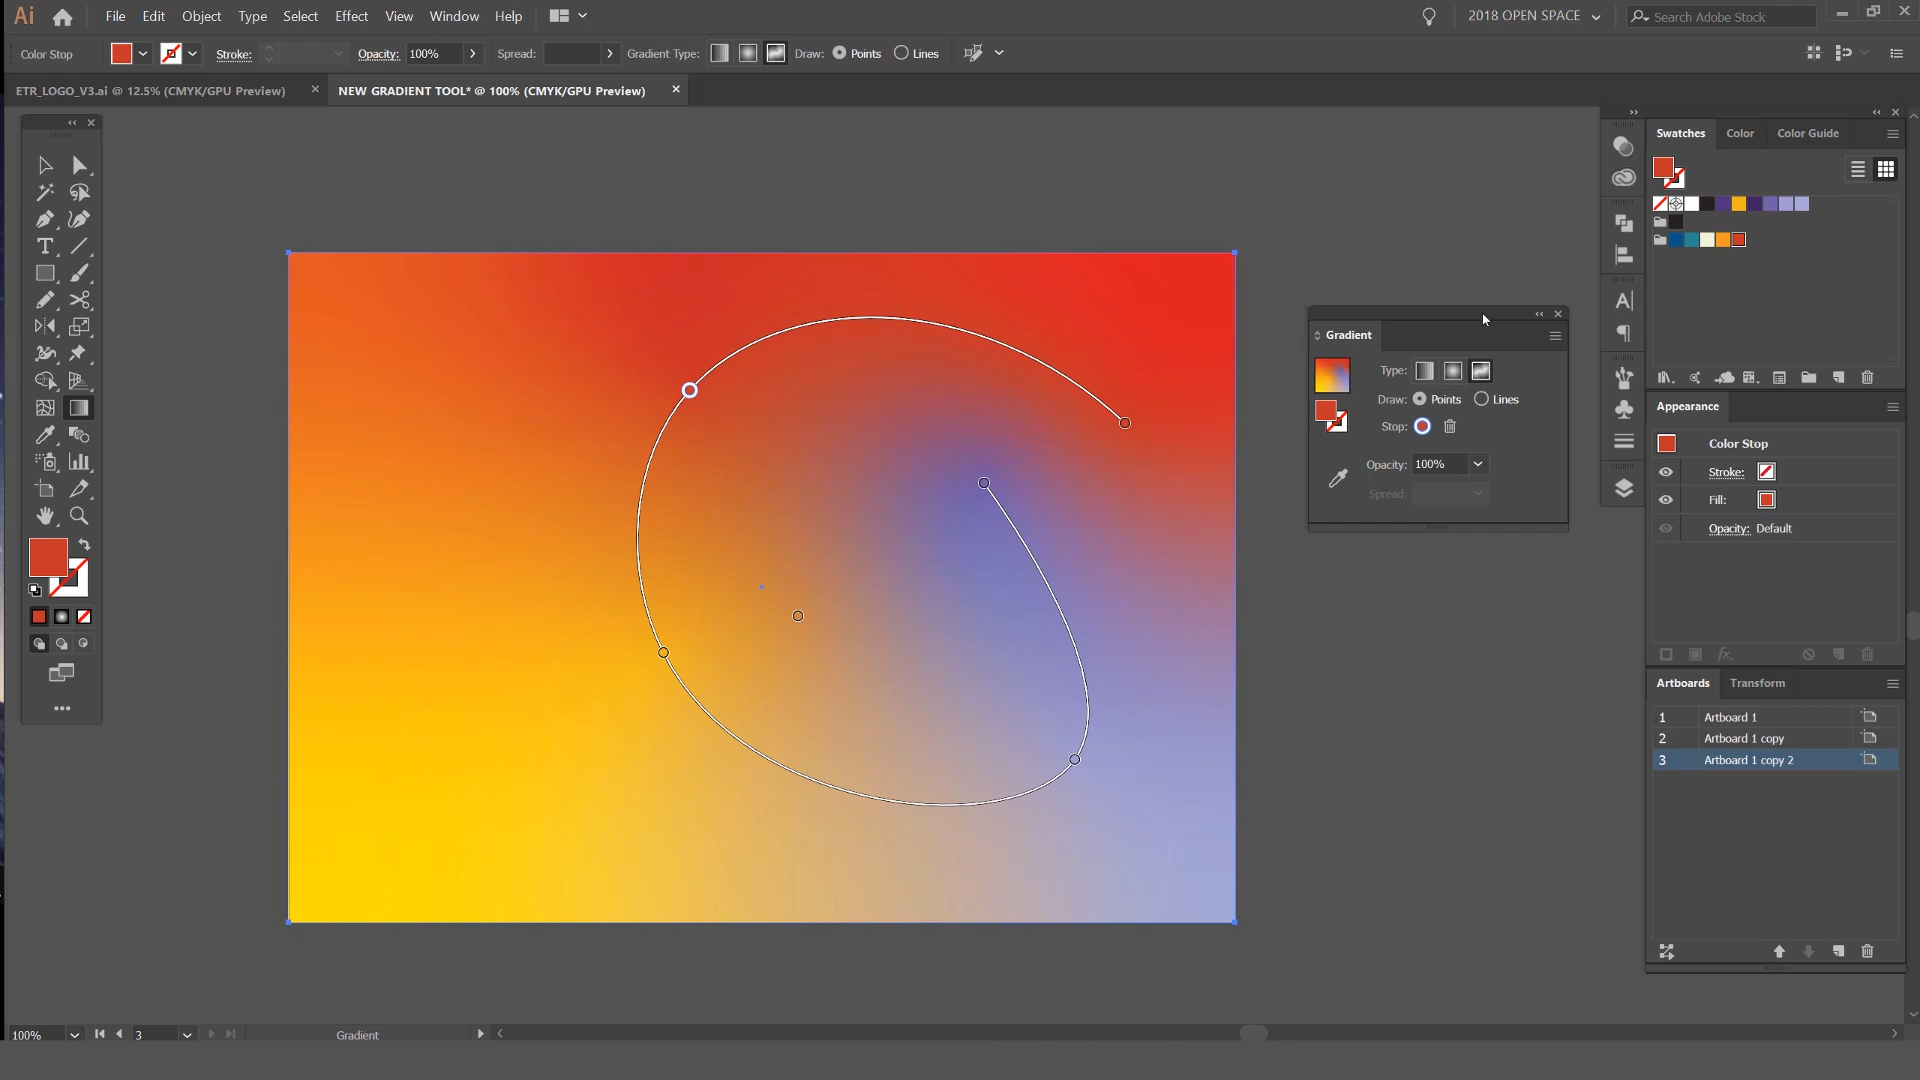 Ai File Edit Object Type Select Effect View Window Help 2018 OPEN SPACE Search Adobe Stock
Color Stop Stroke: Opacity: 100% Spread: Gradient Type: Draw: Points Lines
ETR_LOGO_V3.ai @ 12.5% (CMYK/GPU Preview) NEW GRADIENT TOOL* @ 100% (CMYK/GPU Preview)
Swatches Color Color Guide
Gradient
Type:
Draw: Points Lines
Stop:
Opacity: 100%
Spread:
Appearance
Color Stop
Stroke:
Fill:
Opacity: Default
fx
Artboards Transform
1 Artboard 1
2 Artboard 1 copy
3 Artboard 1 copy 2
100% 3 Gradient